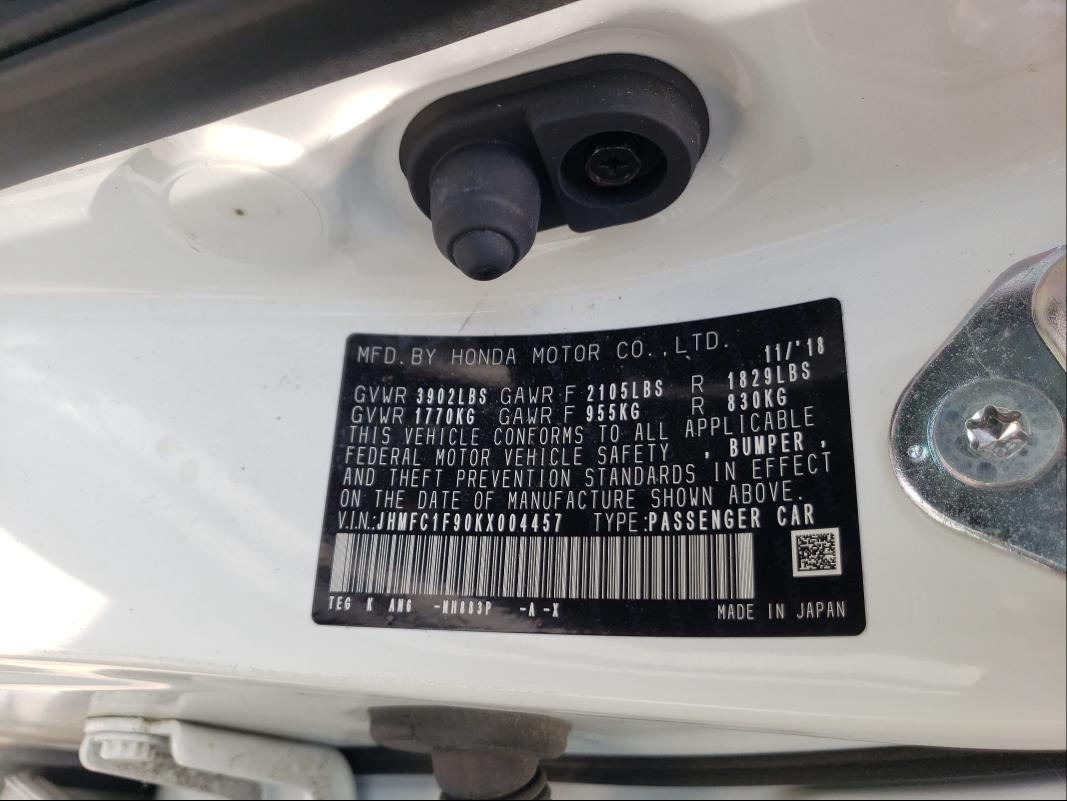 MFD. BY HONDA MOTOR CO., LTD. 11/'18
GVWR 3902LBS GAWR F 2105LBS R 1829LBS
GVWR 1770KG GAWR F 955KG R 830KG
THIS VEHICLE CONFORMS TO ALL APPLICABLE
FEDERAL MOTOR VEHICLE SAFETY , BUMPER ,
AND THEFT PREVENTION STANDARDS IN EFFECT
ON THE DATE OF MANUFACTURE SHOWN ABOVE.
V.I.N:JHMFC1F90KX004457 TYPE:PASSENGER CAR
TEG K AN6 -NH883P -A -X MADE IN JAPAN